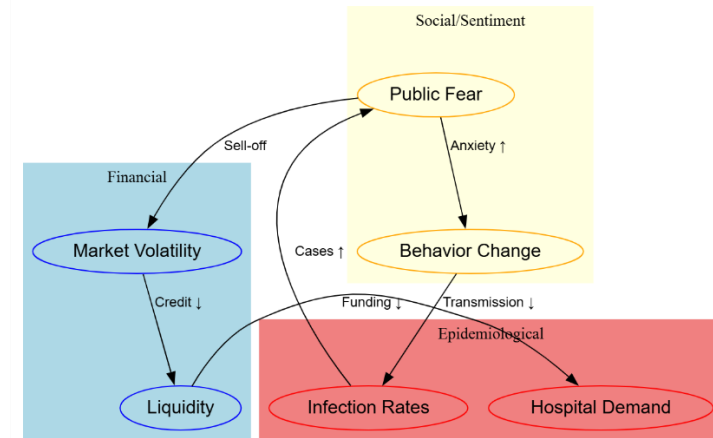 Social/Sentiment
Public Fear
Sell-off
Anxiety ↑
Financial
Market Volatility
Cases ↑
Behavior Change
Credit ↓
Funding ↓
Transmission ↓
Epidemiological
Liquidity
Infection Rates
Hospital Demand